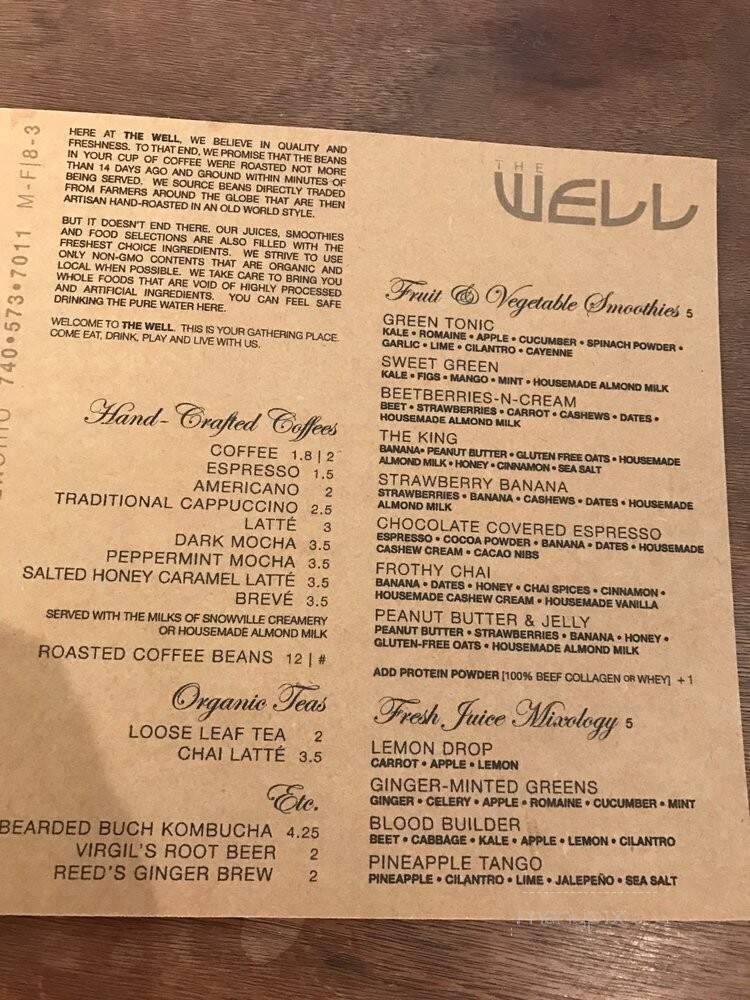 740•573•7011 M-F|8-3
HERE AT THE WELL, WE BELIEVE IN QUALITY AND
FRESHNESS. TO THAT END, WE PROMISE THAT THE BEANS
IN YOUR CUP OF COFFEE WERE ROASTED NOT MORE
THAN 14 DAYS AGO AND GROUND WITHIN MINUTES OF
BEING SERVED. WE SOURCE BEANS DIRECTLY TRADED
FROM FARMERS AROUND THE GLOBE THAT ARE THEN
ARTISAN HAND-ROASTED IN AN OLD WORLD STYLE.
BUT IT DOESN'T END THERE. OUR JUICES, SMOOTHIES
AND FOOD SELECTIONS ARE ALSO FILLED WITH THE
FRESHEST CHOICE INGREDIENTS. WE STRIVE TO USE
ONLY NON-GMO CONTENTS THAT ARE ORGANIC AND
LOCAL WHEN POSSIBLE. WE TAKE CARE TO BRING YOU
WHOLE FOODS THAT ARE VOID OF HIGHLY PROCESSED
AND ARTIFICIAL INGREDIENTS. YOU CAN FEEL SAFE
DRINKING THE PURE WATER HERE.
WELCOME TO THE WELL. THIS IS YOUR GATHERING PLACE.
COME EAT, DRINK, PLAY AND LIVE WITH US.
Hand-Crafted Coffees
COFFEE 1.8 | 2
ESPRESSO 1.5
AMERICANO 2
TRADITIONAL CAPPUCCINO 2.5
LATTÉ 3
DARK MOCHA 3.5
PEPPERMINT MOCHA 3.5
SALTED HONEY CARAMEL LATTÉ 3.5
BREVÉ 3.5
SERVED WITH THE MILKS OF SNOWVILLE CREAMERY
OR HOUSEMADE ALMOND MILK
ROASTED COFFEE BEANS 12 | #
Organic Teas
LOOSE LEAF TEA 2
CHAI LATTÉ 3.5
Etc.
BEARDED BUCH KOMBUCHA 4.25
VIRGIL'S ROOT BEER 2
REED'S GINGER BREW 2
THE
WELL
Fruit & Vegetable Smoothies 5
GREEN TONIC
KALE • ROMAINE • APPLE • CUCUMBER • SPINACH POWDER •
GARLIC • LIME • CILANTRO • CAYENNE
SWEET GREEN
KALE • FIGS • MANGO • MINT • HOUSEMADE ALMOND MILK
BEETBERRIES-N-CREAM
BEET • STRAWBERRIES • CARROT • CASHEWS • DATES •
HOUSEMADE ALMOND MILK
THE KING
BANANA• PEANUT BUTTER • GLUTEN FREE OATS • HOUSEMADE
ALMOND MILK • HONEY • CINNAMON • SEA SALT
STRAWBERRY BANANA
STRAWBERRIES • BANANA • CASHEWS • DATES • HOUSEMADE
ALMOND MILK
CHOCOLATE COVERED ESPRESSO
ESPRESSO • COCOA POWDER • BANANA • DATES • HOUSEMADE
CASHEW CREAM • CACAO NIBS
FROTHY CHAI
BANANA • DATES • HONEY • CHAI SPICES • CINNAMON •
HOUSEMADE CASHEW CREAM • HOUSEMADE VANILLA
PEANUT BUTTER & JELLY
PEANUT BUTTER • STRAWBERRIES • BANANA • HONEY •
GLUTEN-FREE OATS • HOUSEMADE ALMOND MILK
ADD PROTEIN POWDER [100% BEEF COLLAGEN OR WHEY] +1
Fresh Juice Mixology 5
LEMON DROP
CARROT • APPLE • LEMON
GINGER-MINTED GREENS
GINGER • CELERY • APPLE • ROMAINE • CUCUMBER • MINT
BLOOD BUILDER
BEET • CABBAGE • KALE • APPLE • LEMON • CILANTRO
PINEAPPLE TANGO
PINEAPPLE • CILANTRO • LIME • JALEPEÑO • SEA SALT